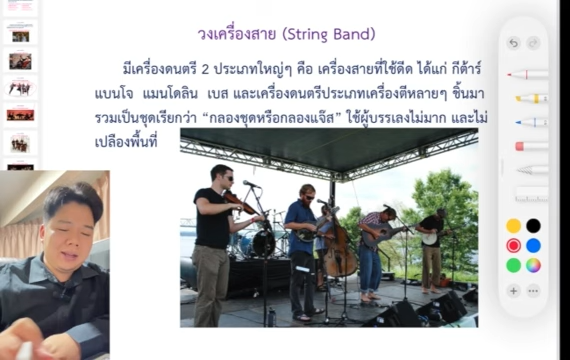 วงเครื่องสาย (String Band)
มีเครื่องดนตรี 2 ประเภทใหญ่ๆ คือ เครื่องสายที่ใช้ดีด ได้แก่ กีต้าร์
แบนโจ แมนโดลิน เบส และเครื่องดนตรีประเภทเครื่องตีหลายๆ ชิ้นมา
รวมเป็นชุดเรียกว่า “กลองชุดหรือกลองแจ๊ส” ใช้ผู้บรรเลงไม่มาก และไม่
เปลืองพื้นที่